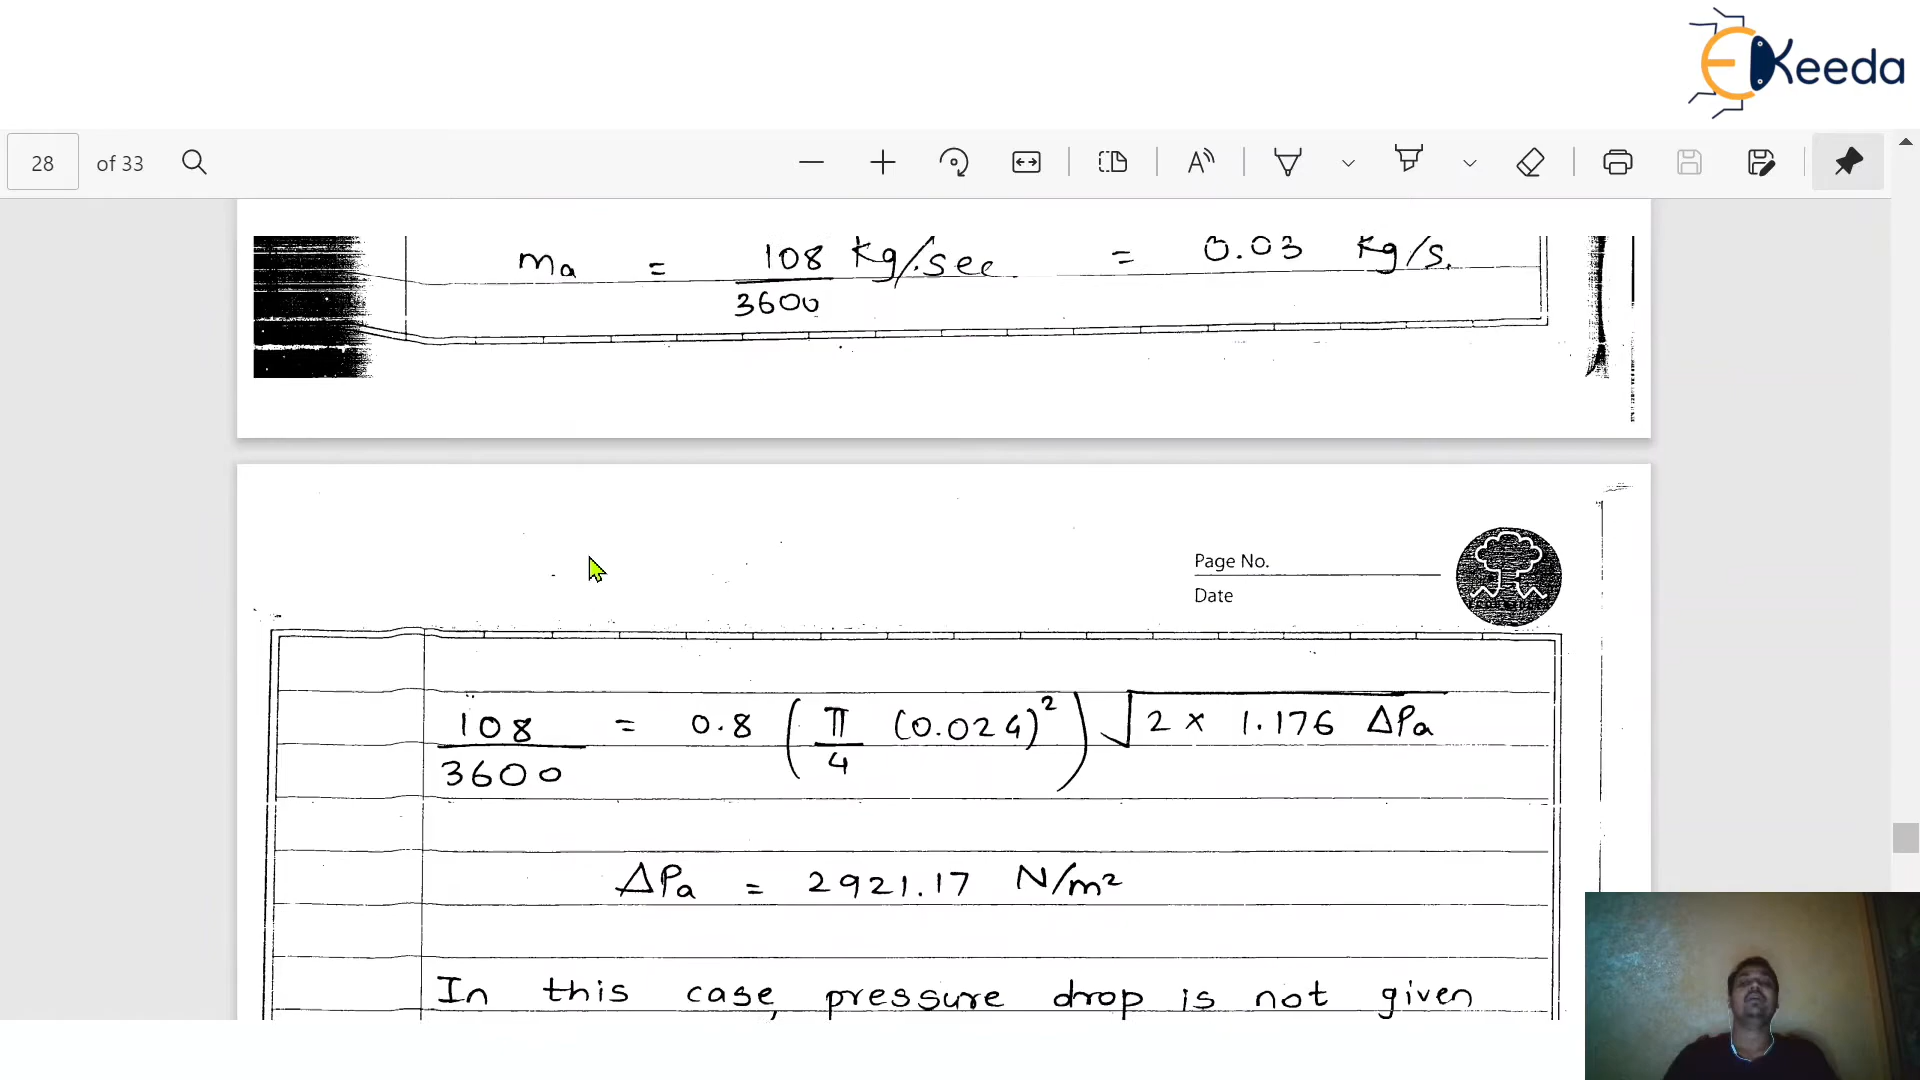 EKeeda
28 of 33
ma = 108/3600 Kg/sec = 0.03 Kg/s.
Page No.
Date
108/3600 = 0.8 (π/4 (0.024)²) √2 × 1.176 ΔPa
ΔPa = 2921.17 N/m²
In this case, pressure drop is not given